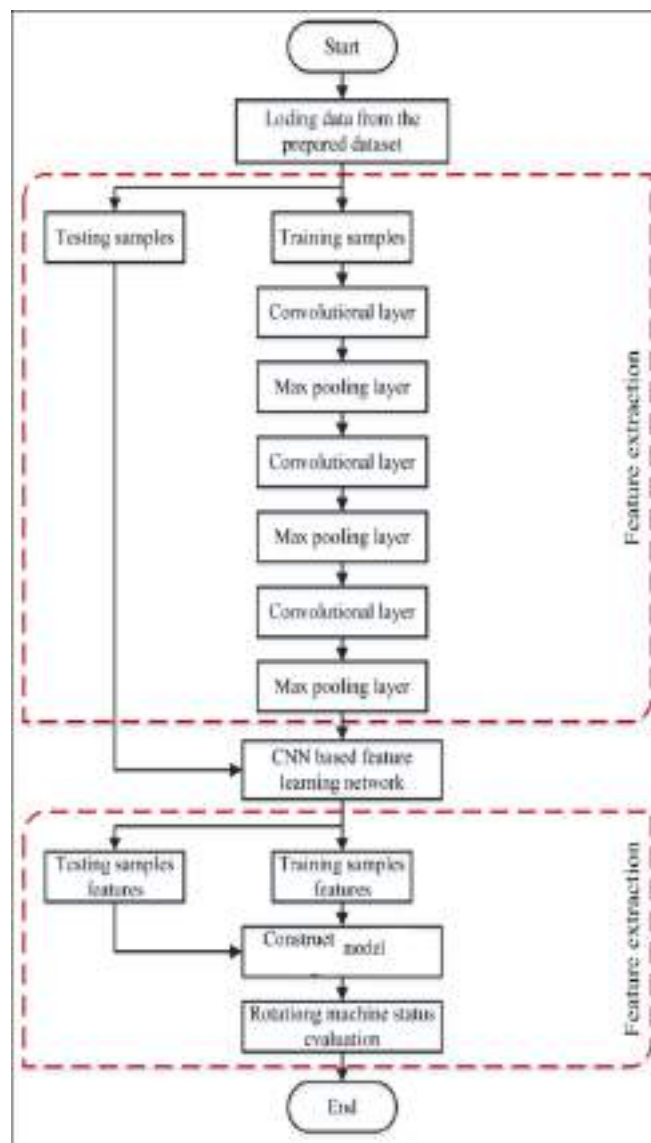 Start
Loding data from the
prepared dataset
Testing samples
Training samples
Convolutional layer
Max pooling layer
Convolutional layer
Max pooling layer
Convolutional layer
Max pooling layer
Feature extraction
CNN based feature
learning network
Testing samples
features
Training samples
features
Construct model
Rotationg machine status
evaluation
Feature extraction
End